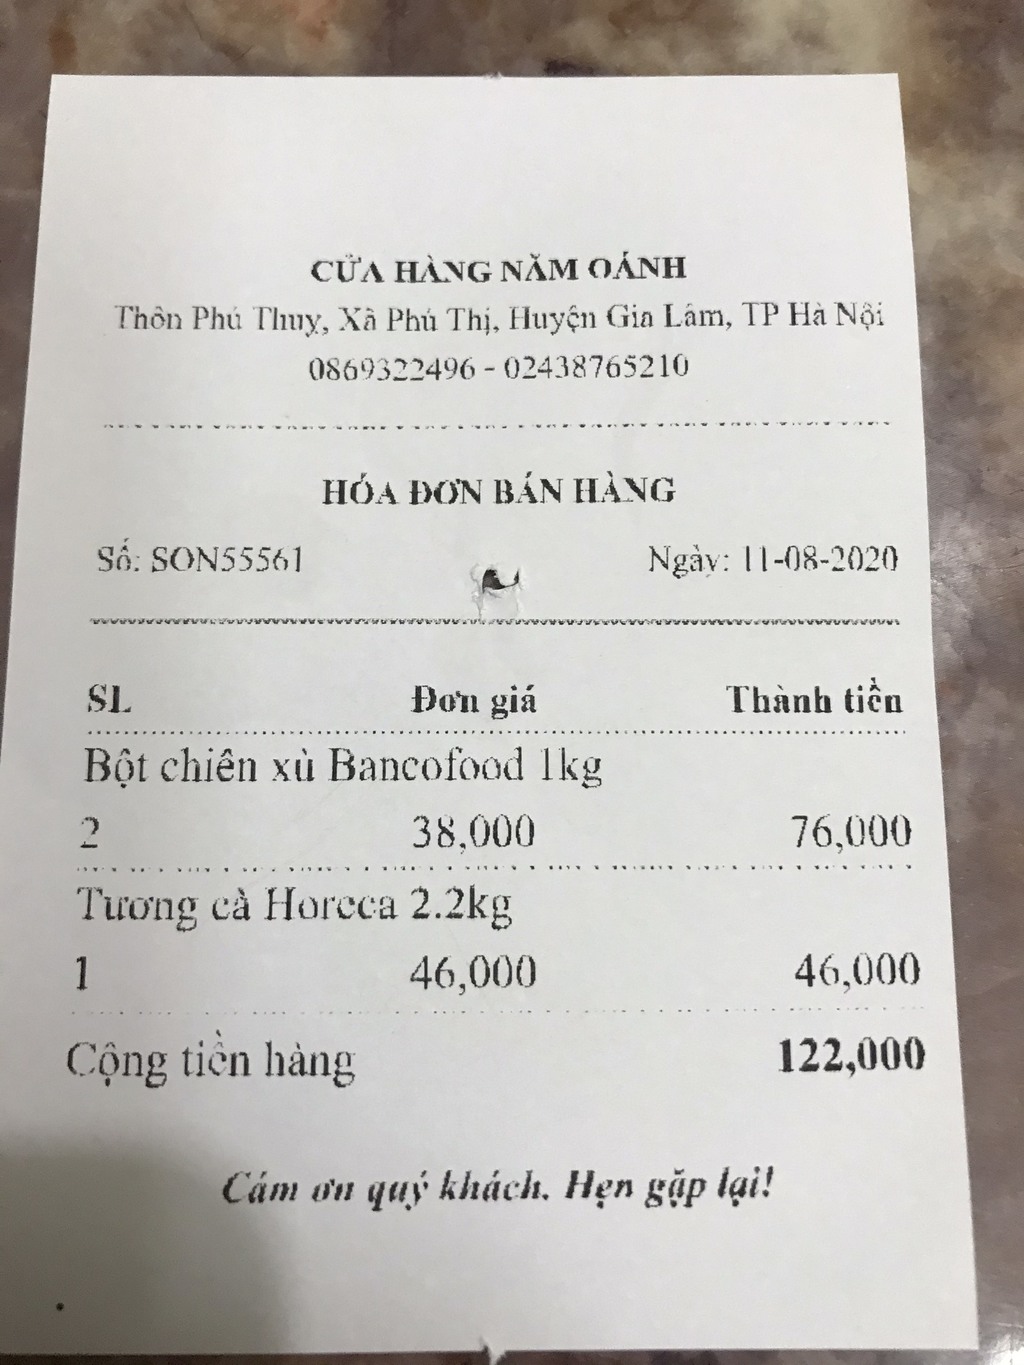 CỬA HÀNG NĂM OÁNH
Thôn Phú Thụy, Xã Phú Thị, Huyện Gia Lâm, TP Hà Nội
0869322496 - 02438765210
HÓA ĐƠN BÁN HÀNG
Số: SON55561 Ngày: 11-08-2020
SL Đơn giá Thành tiền
Bột chiên xù Bancofood 1kg
2 38,000 76,000
Tương cà Horeca 2.2kg
1 46,000 46,000
Cộng tiền hàng 122,000
Cám ơn quý khách. Hẹn gặp lại!